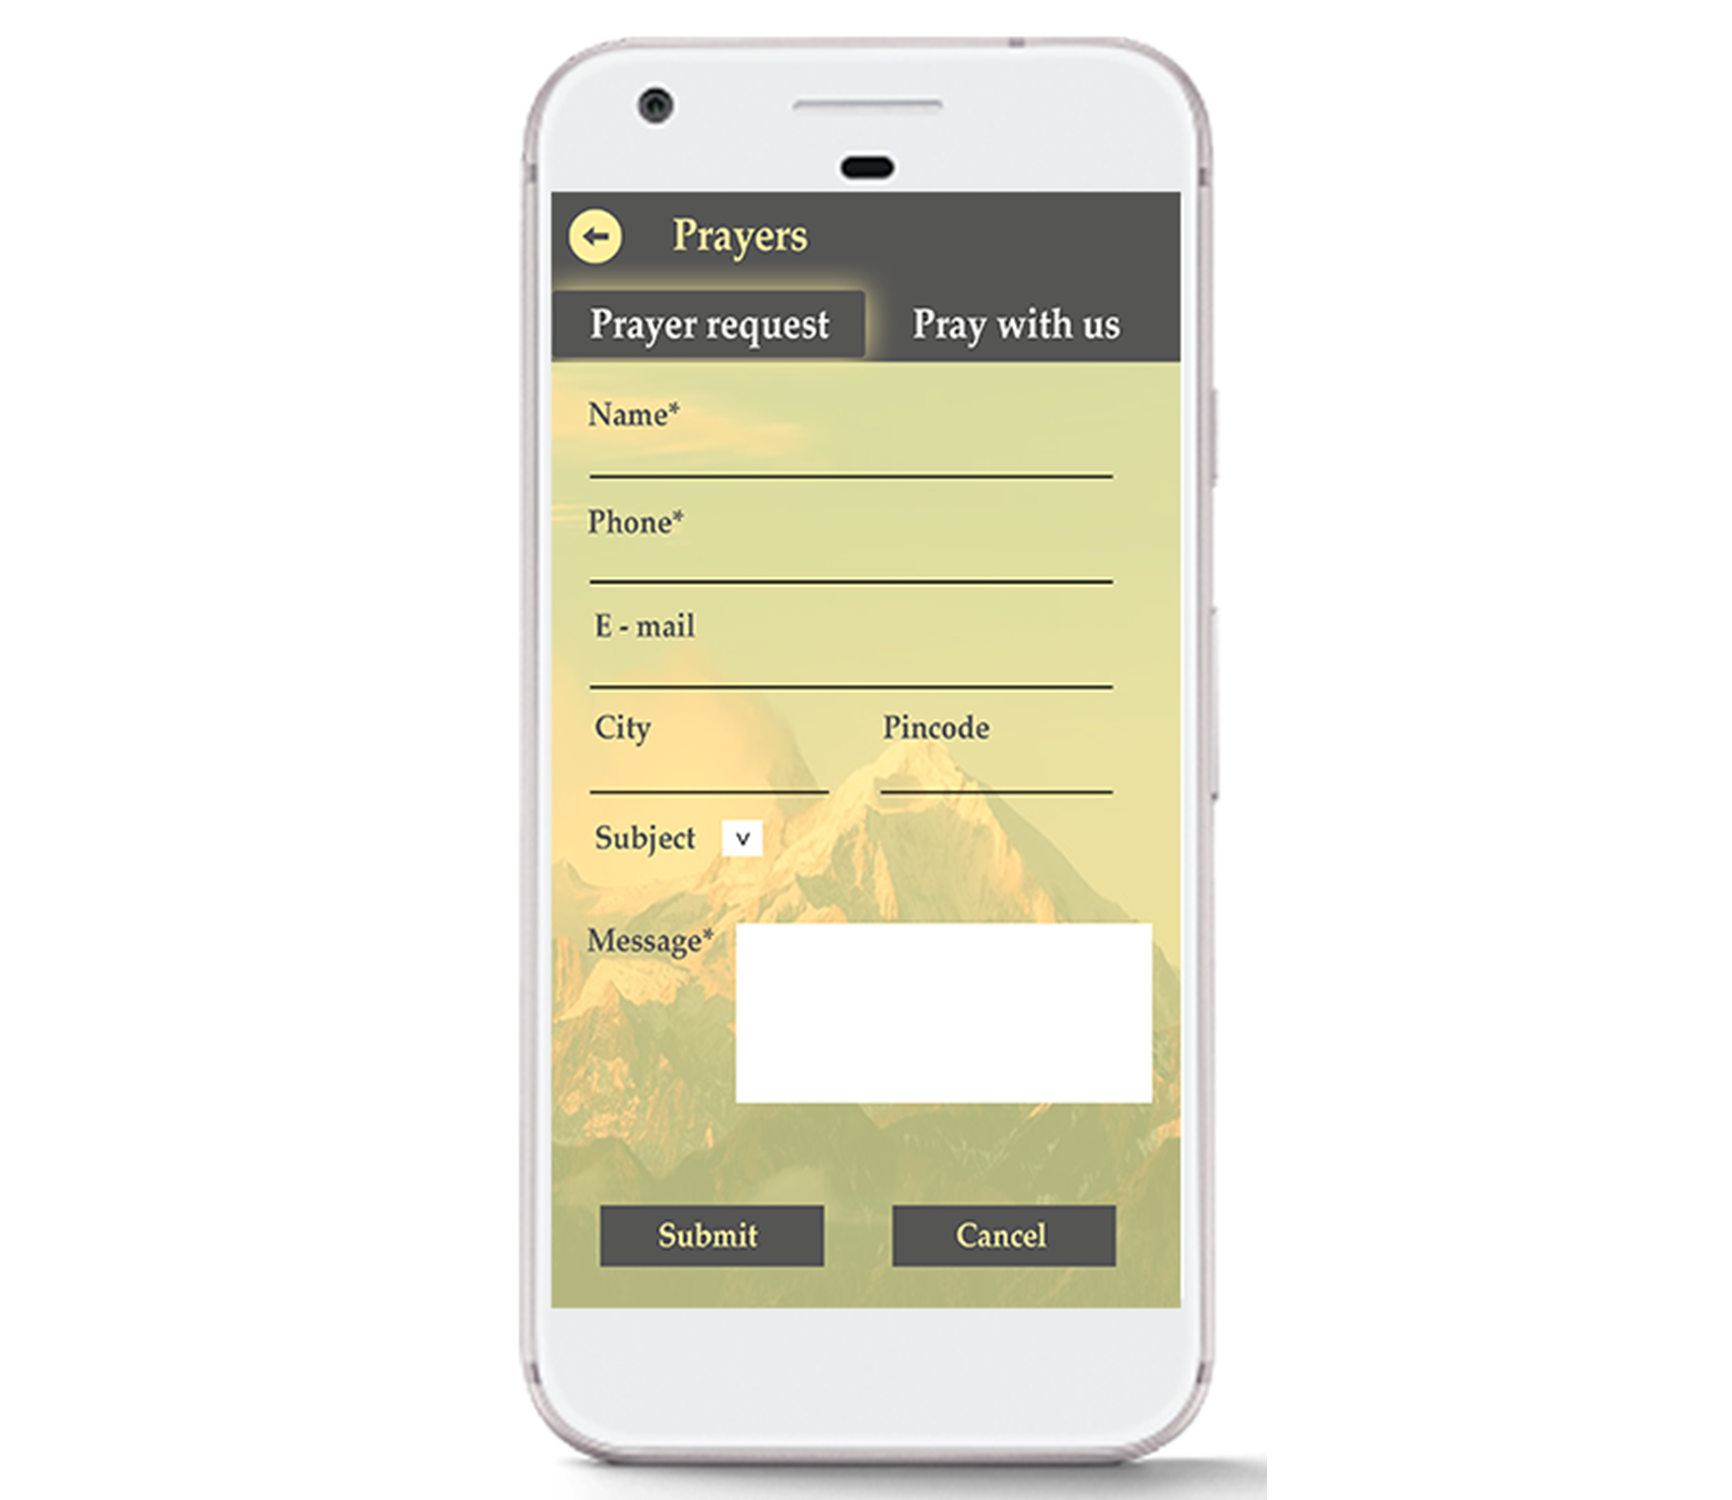 Prayers
Prayer request Pray with us
Name*
Phone*
E - mail
City Pincode
Subject v
Message*
Submit Cancel